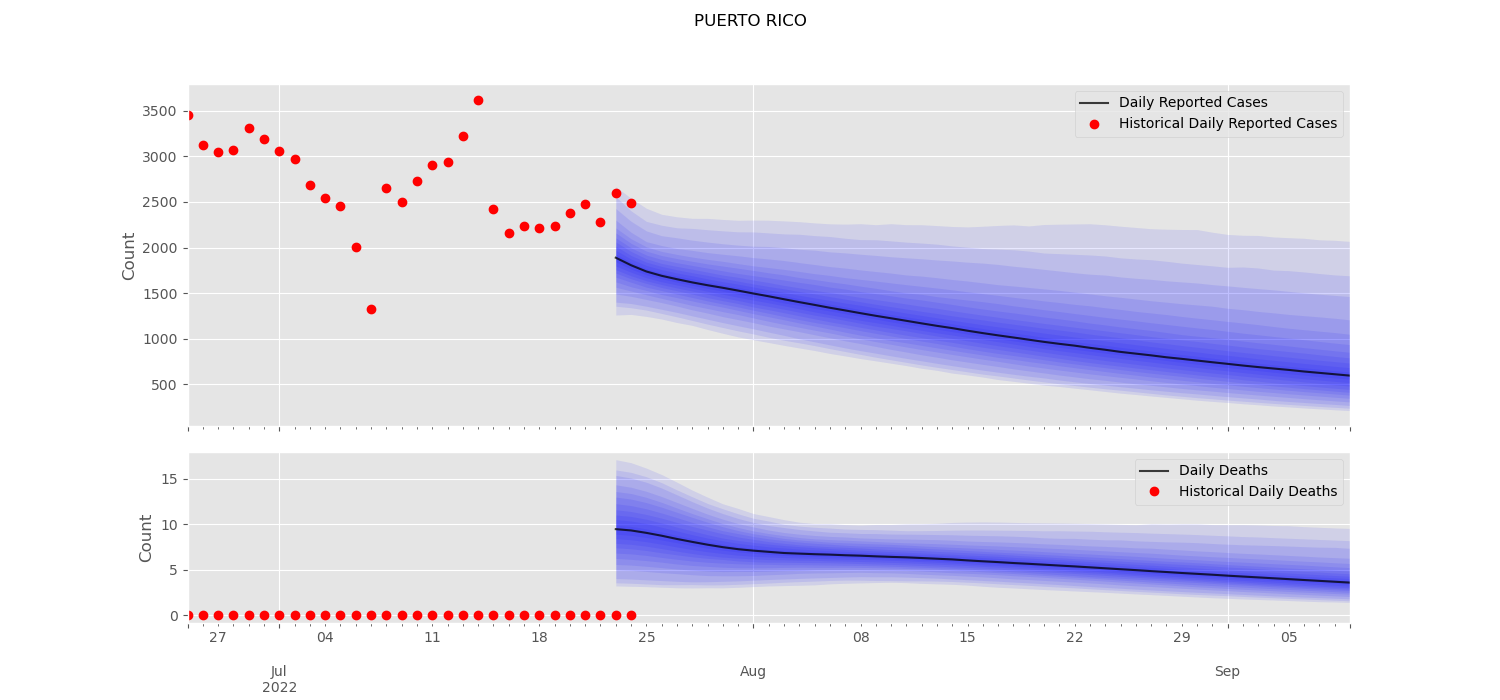 PUERTO RICO
Daily Reported Cases
Historical Daily Reported Cases
3500
3000
2500
2000
1500
1000
500
Count
Daily Deaths
Historical Daily Deaths
15
10
5
0
Count
27 04 11 18 25 08 15 22 29 05
Jul Aug Sep
2022